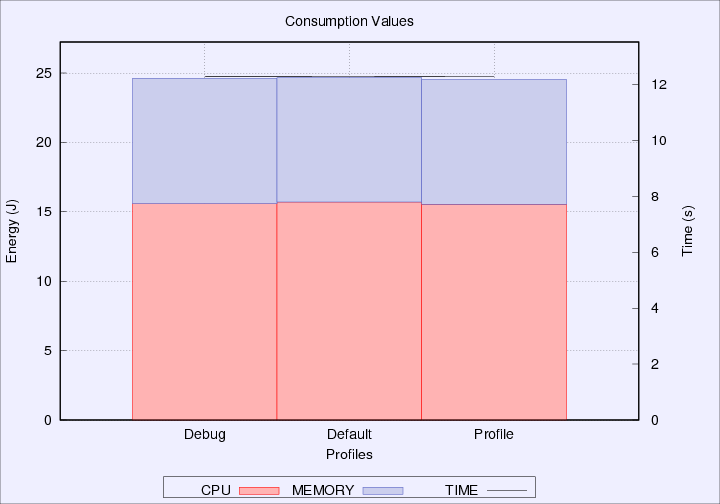 Consumption Values
25
20
15
10
5
0
Energy (J)
12
10
8
6
4
2
0
Time (s)
Debug Default Profile
Profiles
CPU MEMORY TIME